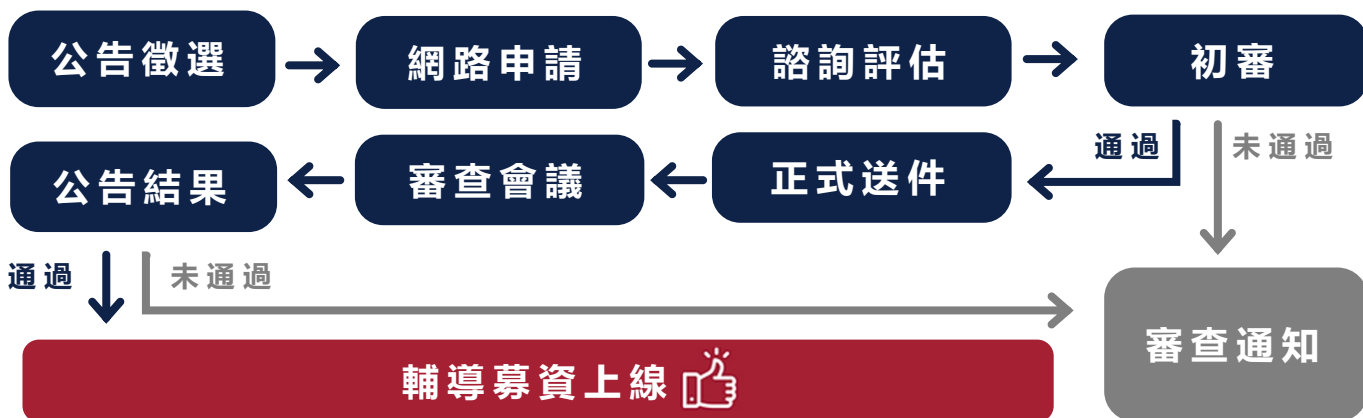 公告徵選
網路申請
諮詢評估
初審
通過
未通過
正式送件
審查會議
公告結果
通過
未通過
審查通知
輔導募資上線